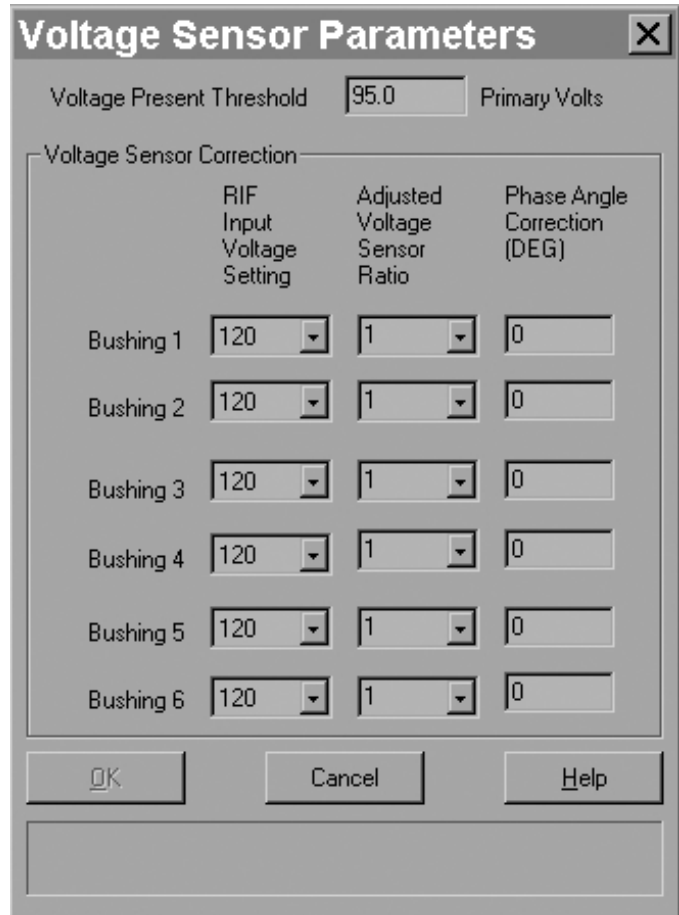 Voltage Sensor Parameters
Voltage Present Threshold 95.0 Primary Volts
Voltage Sensor Correction
RIF Input Voltage Setting
Adjusted Voltage Sensor Ratio
Phase Angle Correction (DEG)
Bushing 1 120 1 0
Bushing 2 120 1 0
Bushing 3 120 1 0
Bushing 4 120 1 0
Bushing 5 120 1 0
Bushing 6 120 1 0
OK Cancel Help